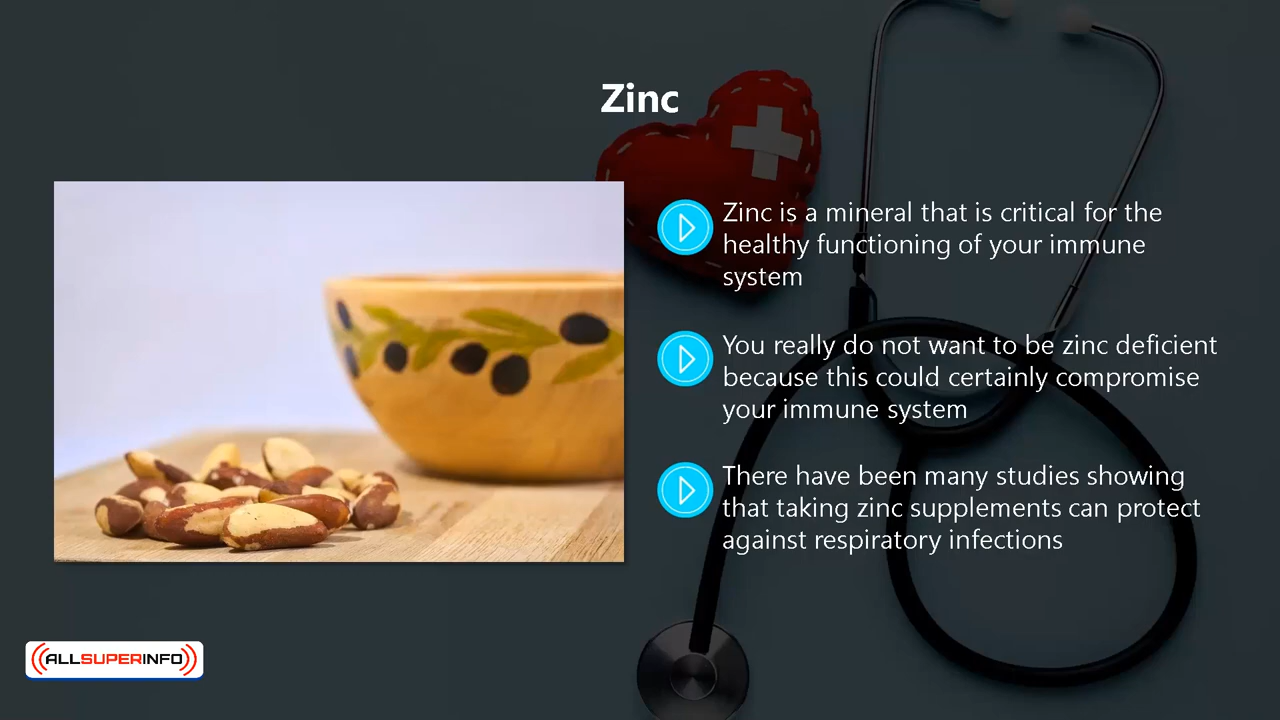 Zinc
Zinc is a mineral that is critical for the
healthy functioning of your immune
system
You really do not want to be zinc deficient
because this could certainly compromise
your immune system
There have been many studies showing
that taking zinc supplements can protect
against respiratory infections
ALLSUPERINFO